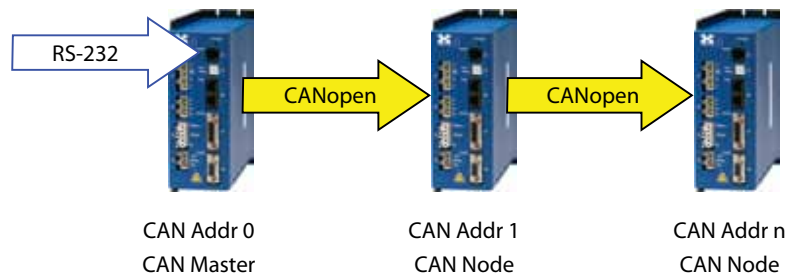 RS-232
CANopen
CANopen
CAN Addr 0
CAN Master
CAN Addr 1
CAN Node
CAN Addr n
CAN Node